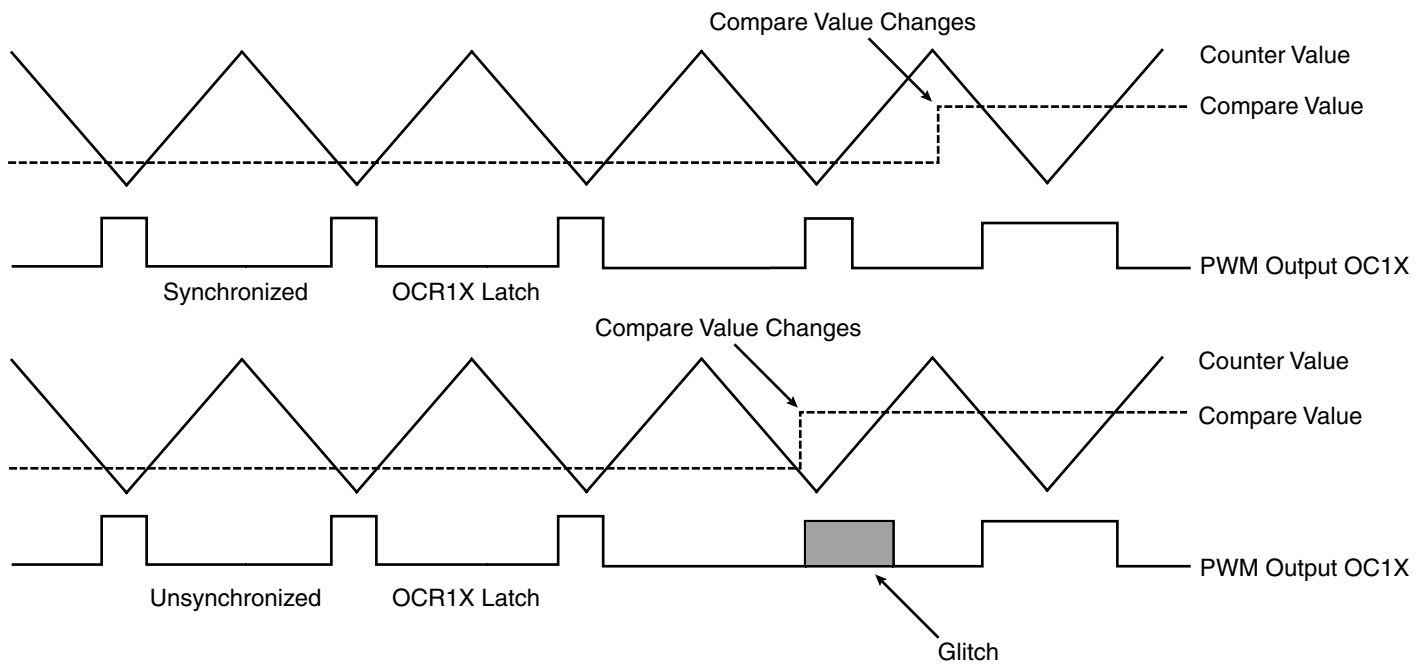 Compare Value Changes
Counter Value
Compare Value
PWM Output OC1X
Synchronized OCR1X Latch
Compare Value Changes
Counter Value
Compare Value
PWM Output OC1X
Unsynchronized OCR1X Latch
Glitch